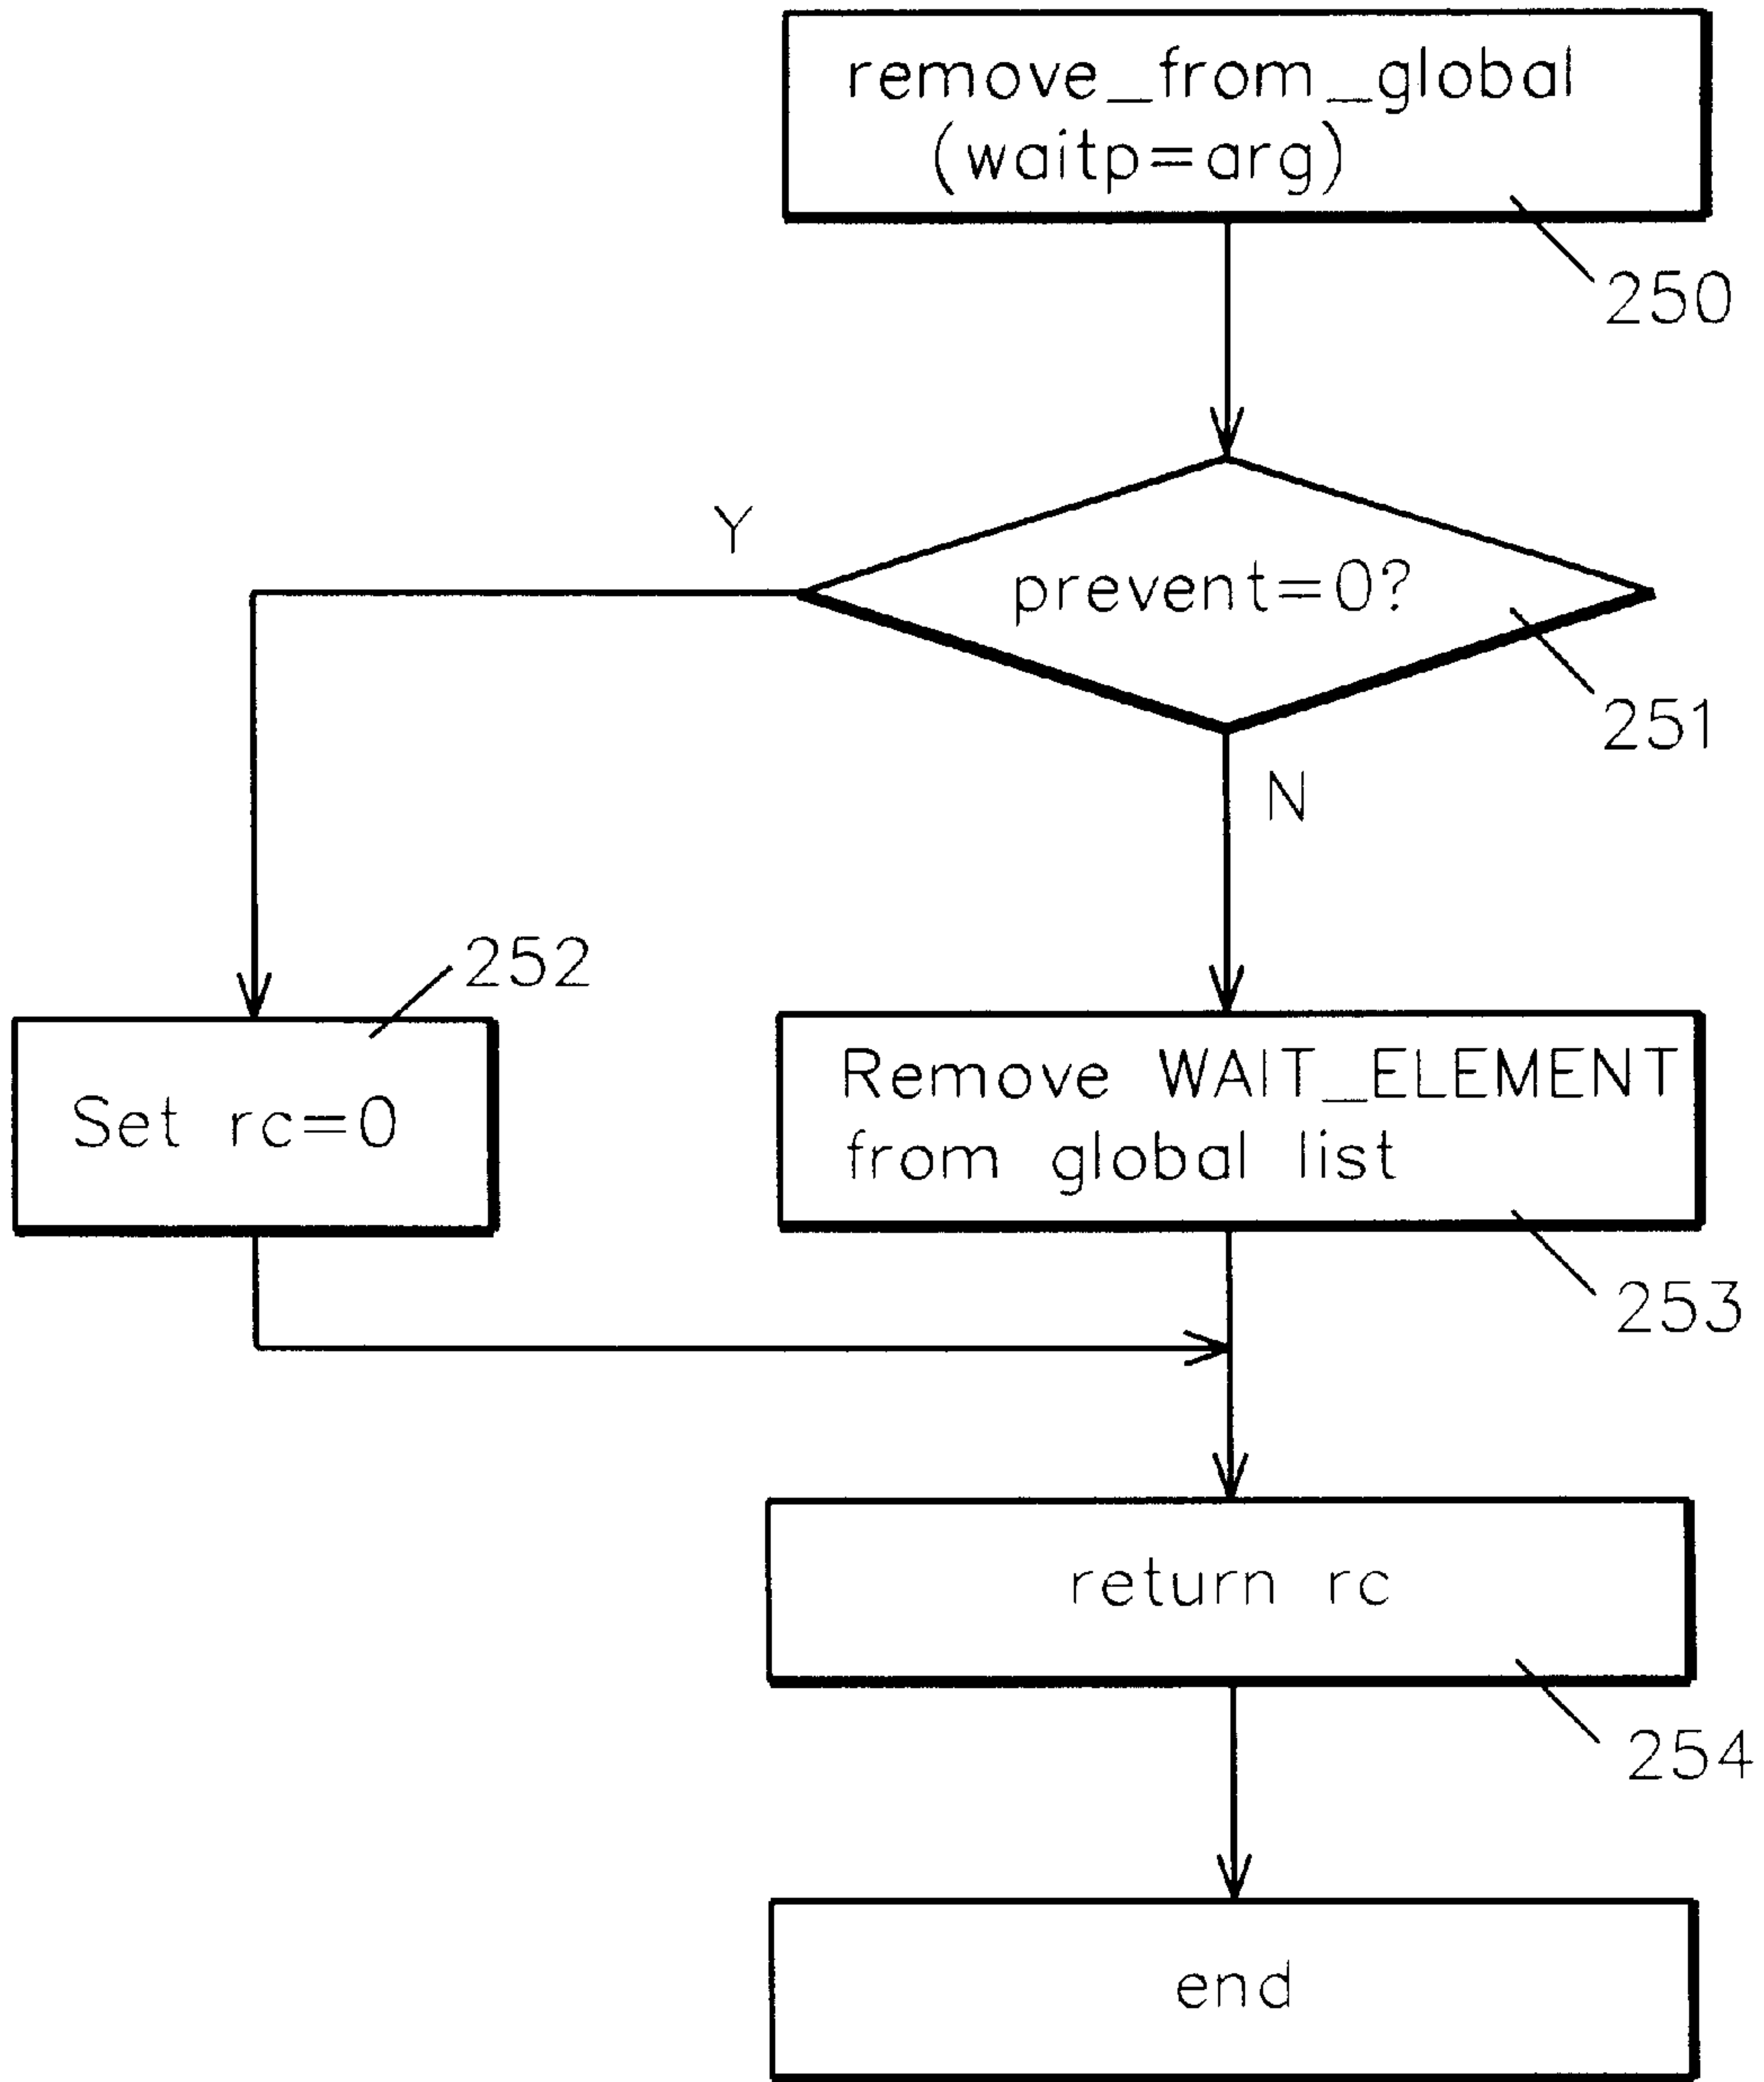 remove_from_global
(waitp=arg)
250
Y
prevent=0?
251
N
252
Set rc=0
Remove WAIT_ELEMENT
from global list
253
return rc
254
end